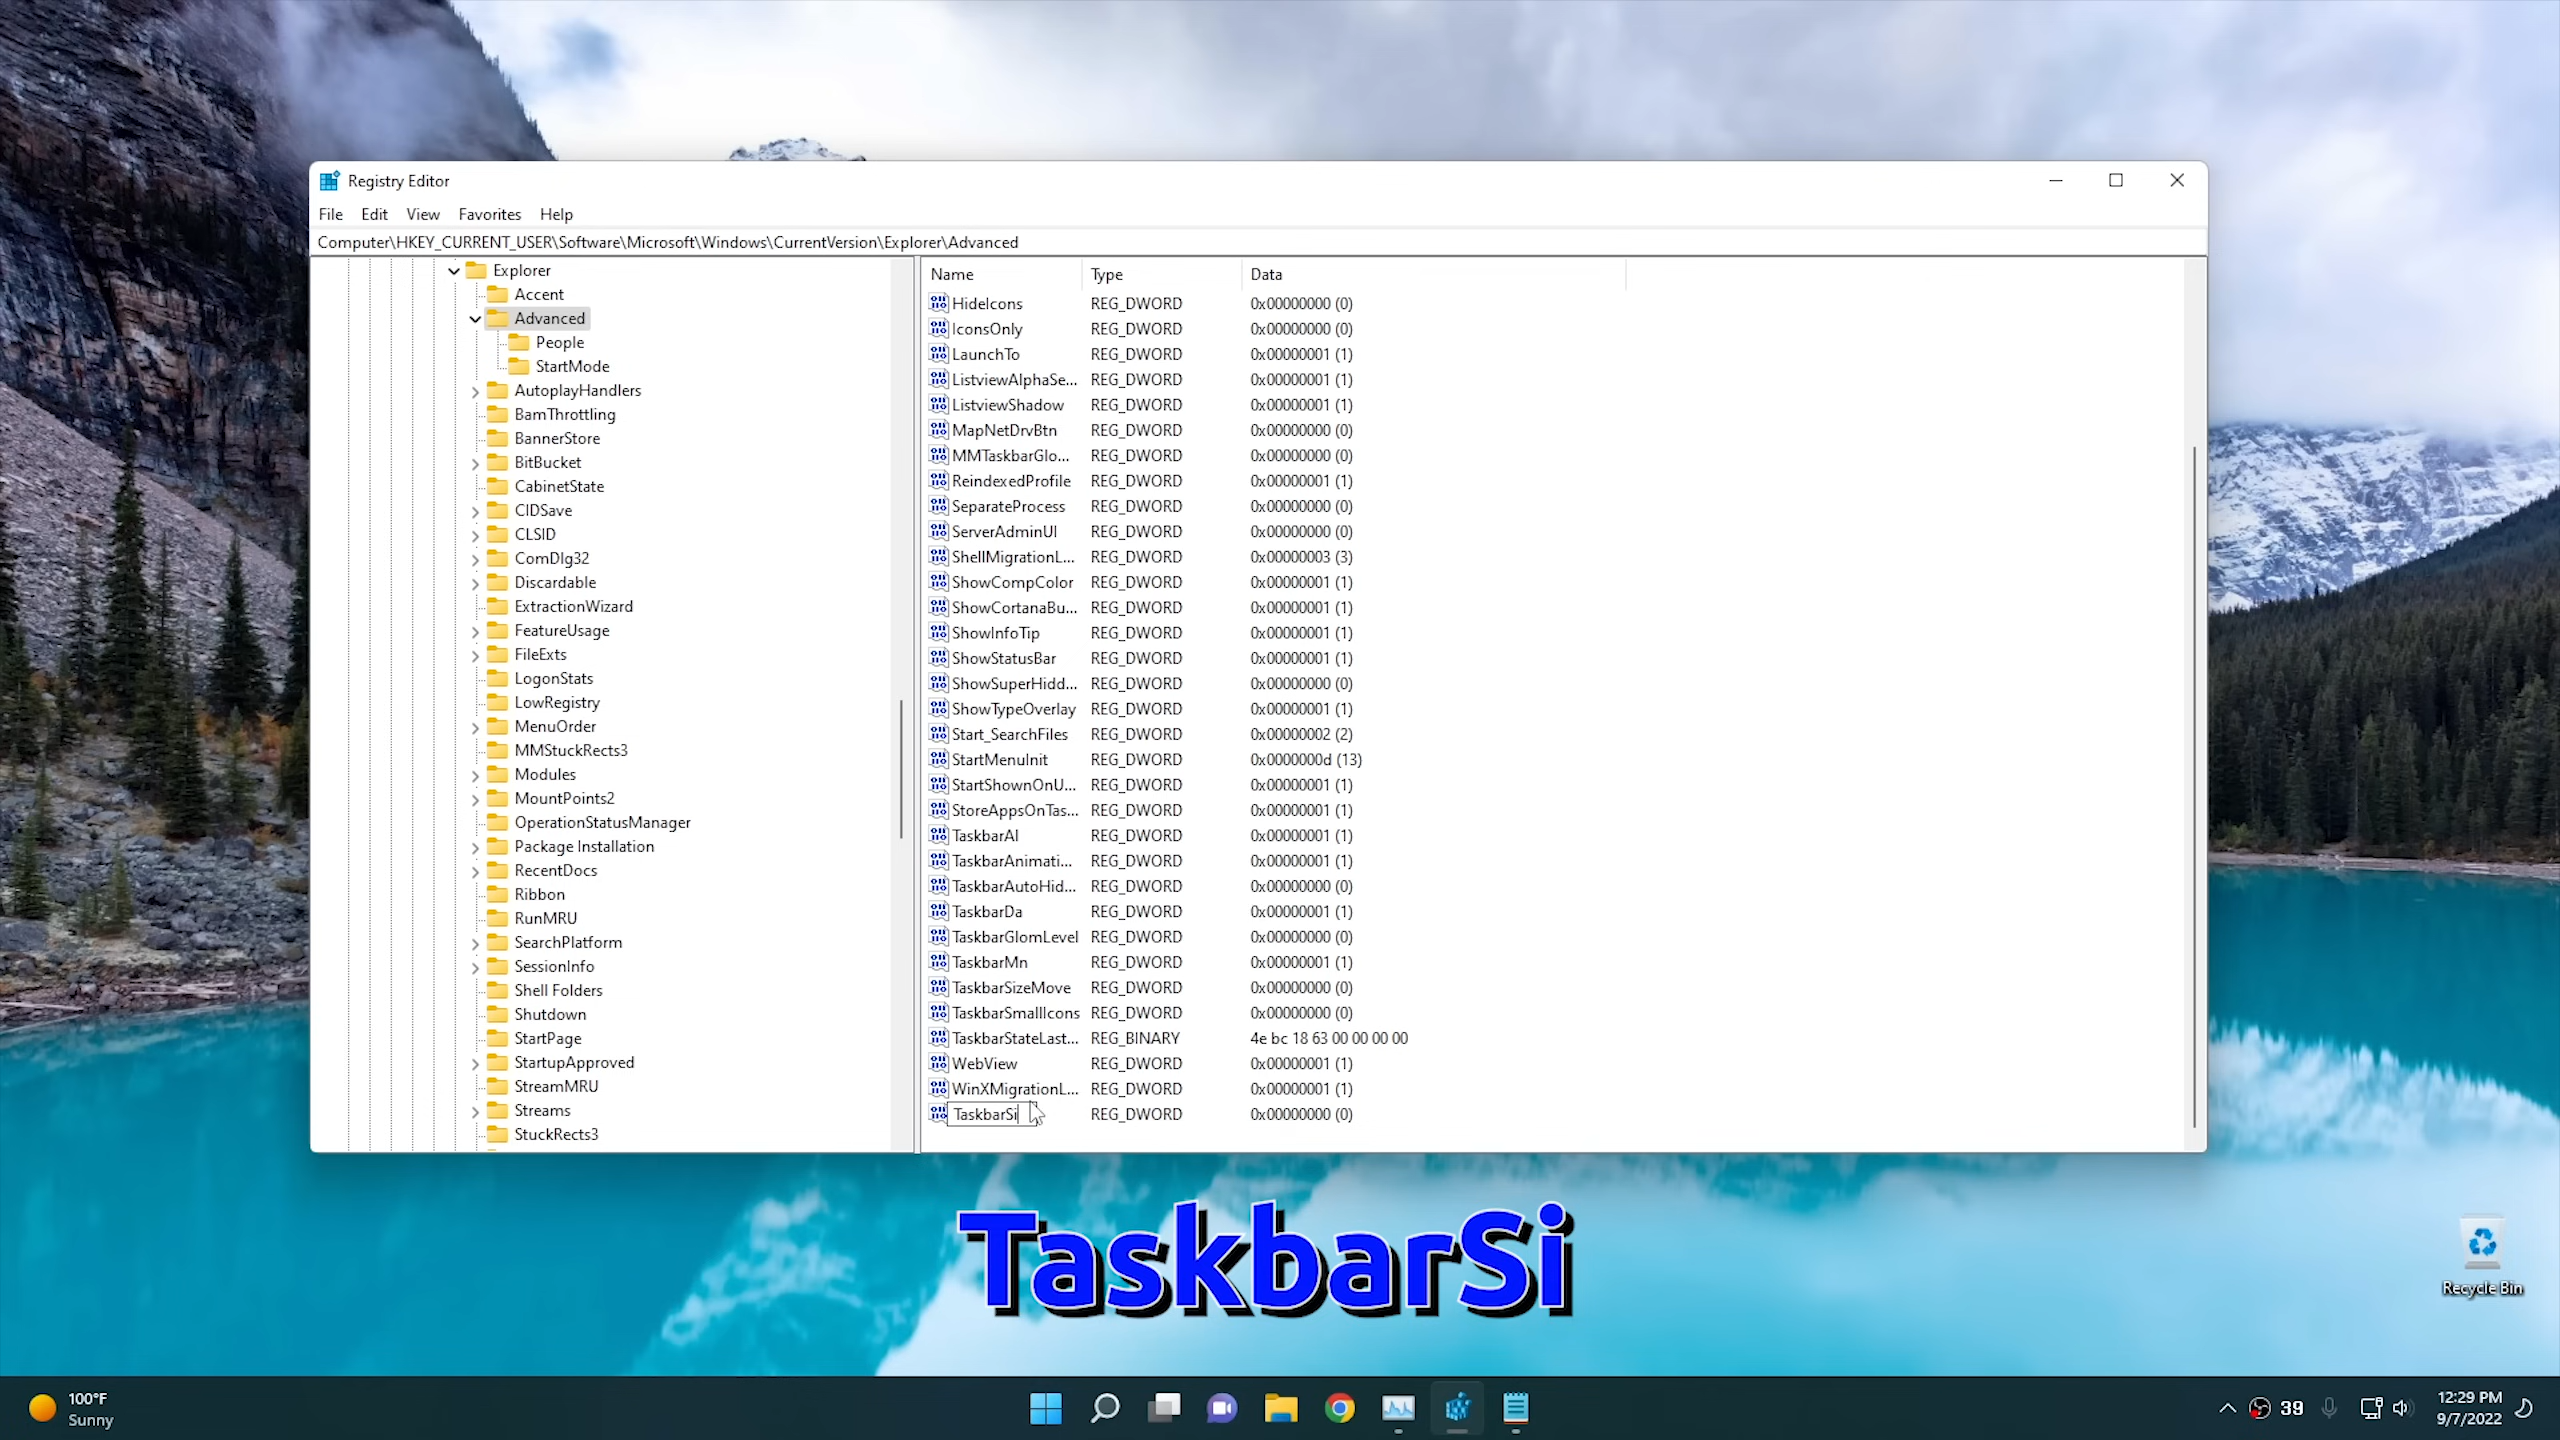 Registry Editor
File Edit View Favorites Help
Computer\HKEY_CURRENT_USER\Software\Microsoft\Windows\CurrentVersion\Explorer\Advanced
Explorer
Accent
Advanced
People
StartMode
AutoplayHandlers
BamThrottling
BannerStore
BitBucket
CabinetState
CIDSave
CLSID
ComDlg32
Discardable
ExtractionWizard
FeatureUsage
FileExts
LogonStats
LowRegistry
MenuOrder
MMStuckRects3
Modules
MountPoints2
OperationStatusManager
Package Installation
RecentDocs
Ribbon
RunMRU
SearchPlatform
SessionInfo
Shell Folders
Shutdown
StartPage
StartupApproved
StreamMRU
Streams
StuckRects3
Name Type Data
HideIcons REG_DWORD 0x00000000 (0)
IconsOnly REG_DWORD 0x00000000 (0)
LaunchTo REG_DWORD 0x00000001 (1)
ListviewAlphaSe... REG_DWORD 0x00000001 (1)
ListviewShadow REG_DWORD 0x00000001 (1)
MapNetDrvBtn REG_DWORD 0x00000000 (0)
MMTaskbarGlo... REG_DWORD 0x00000000 (0)
ReindexedProfile REG_DWORD 0x00000001 (1)
SeparateProcess REG_DWORD 0x00000000 (0)
ServerAdminUI REG_DWORD 0x00000000 (0)
ShellMigrationL... REG_DWORD 0x00000003 (3)
ShowCompColor REG_DWORD 0x00000001 (1)
ShowCortanaBu... REG_DWORD 0x00000001 (1)
ShowInfoTip REG_DWORD 0x00000001 (1)
ShowStatusBar REG_DWORD 0x00000001 (1)
ShowSuperHidd... REG_DWORD 0x00000000 (0)
ShowTypeOverlay REG_DWORD 0x00000001 (1)
Start_SearchFiles REG_DWORD 0x00000002 (2)
StartMenuInit REG_DWORD 0x0000000d (13)
StartShownOnU... REG_DWORD 0x00000001 (1)
StoreAppsOnTas... REG_DWORD 0x00000001 (1)
TaskbarAl REG_DWORD 0x00000001 (1)
TaskbarAnimati... REG_DWORD 0x00000001 (1)
TaskbarAutoHid... REG_DWORD 0x00000000 (0)
TaskbarDa REG_DWORD 0x00000001 (1)
TaskbarGlomLevel REG_DWORD 0x00000000 (0)
TaskbarMn REG_DWORD 0x00000001 (1)
TaskbarSizeMove REG_DWORD 0x00000000 (0)
TaskbarSmallIcons REG_DWORD 0x00000000 (0)
TaskbarStateLast... REG_BINARY 4e bc 18 63 00 00 00 00
WebView REG_DWORD 0x00000001 (1)
WinXMigrationL... REG_DWORD 0x00000001 (1)
TaskbarSi REG_DWORD 0x00000000 (0)
TaskbarSi
Recycle Bin
100°F
Sunny
39
12:29 PM
9/7/2022